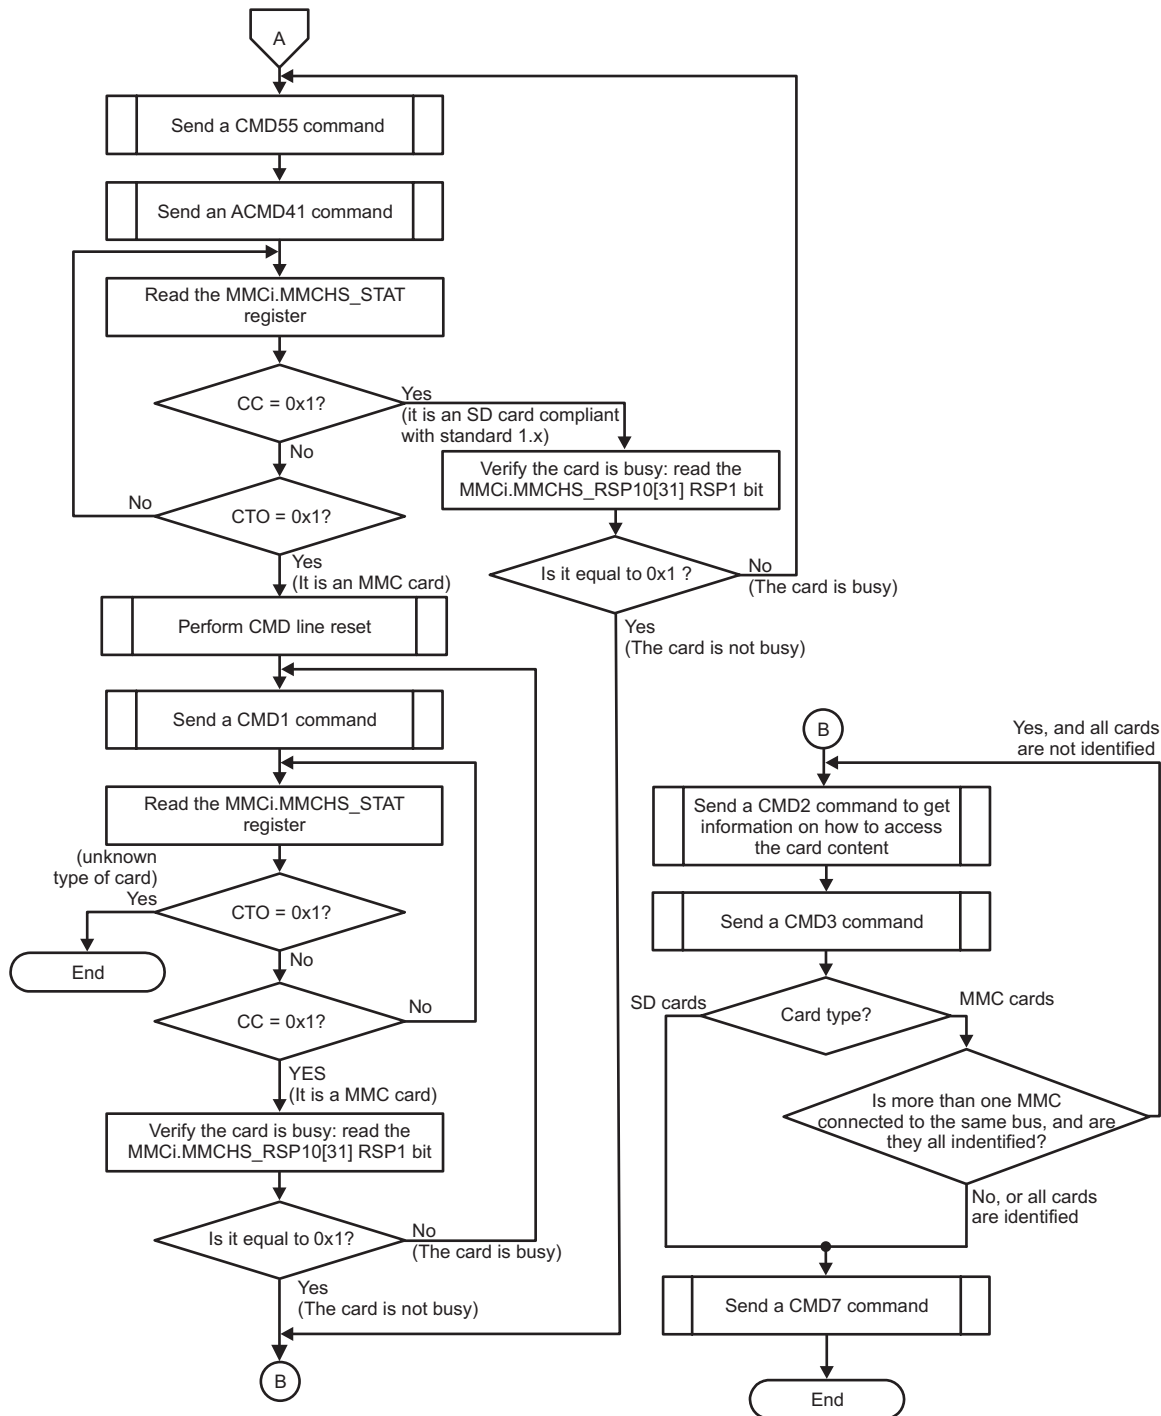 A
Send a CMD55 command
Send an ACMD41 command
Read the MMCi.MMCHS_STAT
register
CC = 0x1?
Yes
(it is an SD card compliant
with standard 1.x)
No
Verify the card is busy: read the
MMCi.MMCHS_RSP10[31] RSP1 bit
No
CTO = 0x1?
Yes
(It is an MMC card)
Is it equal to 0x1 ?
No
(The card is busy)
Yes
(The card is not busy)
Perform CMD line reset
Send a CMD1 command
Read the MMCi.MMCHS_STAT
register
(unknown
type of card)
Yes
CTO = 0x1?
End
No
CC = 0x1?
No
YES
(It is a MMC card)
Verify the card is busy: read the
MMCi.MMCHS_RSP10[31] RSP1 bit
Is it equal to 0x1?
No
(The card is busy)
Yes
(The card is not busy)
B
B
Yes, and all cards
are not identified
Send a CMD2 command to get
information on how to access
the card content
Send a CMD3 command
SD cards
Card type?
MMC cards
Is more than one MMC
connected to the same bus, and are
they all indentified?
No, or all cards
are identified
Send a CMD7 command
End